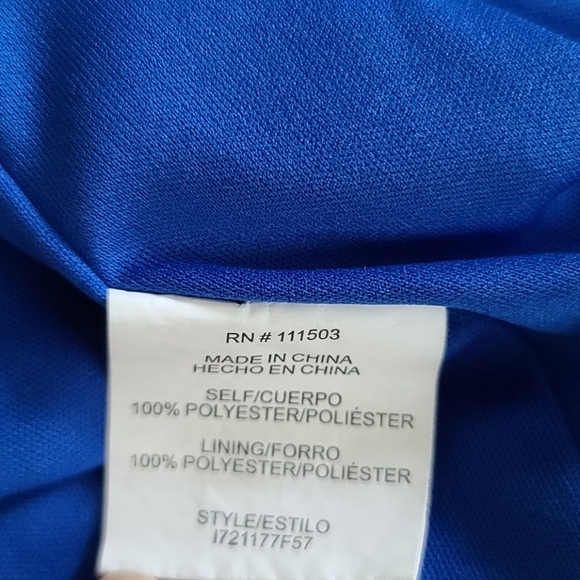 RN # 111503
MADE IN CHINA
HECHO EN CHINA
SELF/CUERPO
100% POLYESTER/POLIÉSTER
LINING/FORRO
100% POLYESTER/POLIÉSTER
STYLE/ESTILO
I721177F57